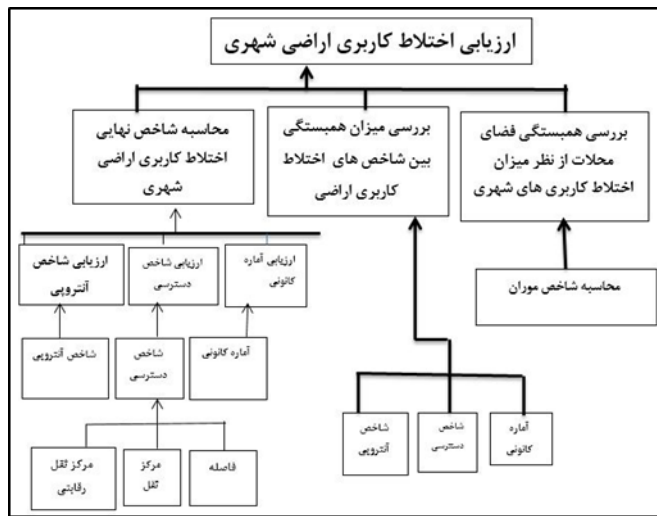 ارزیابی اختلاط کاربری اراضی شهری
بررسی همبستگی فضای
محلات از نظر میزان
اختلاط کاربری های شهری
بررسی میزان همبستگی
بین شاخص های اختلاط
کاربری اراضی
محاسبه شاخص نهایی
اختلاط کاربری اراضی
شهری
محاسبه شاخص موران
ارزیابی آماره
کانونی
ارزیابی شاخص
دسترسی
ارزیابی شاخص
آنتروپی
آماره کانونی
شاخص
دسترسی
شاخص آنتروپی
آماره
کانونی
شاخص
دسترسی
شاخص
آنتروپی
فاصله
مرکز
ثقل
مرکز ثقل
رقابتی